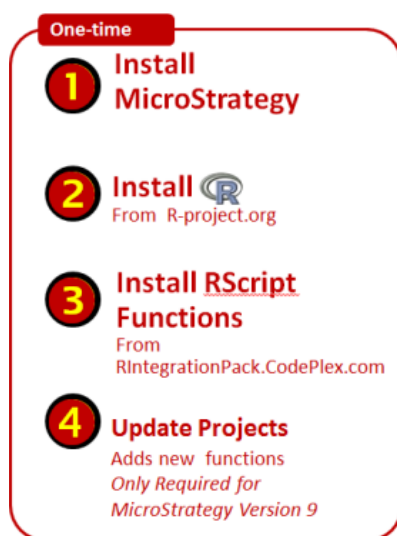 One-time
1
Install
MicroStrategy
2
Install R
From R-project.org
3
Install RScript
Functions
From
RIntegrationPack.CodePlex.com
4
Update Projects
Adds new functions
Only Required for
MicroStrategy Version 9